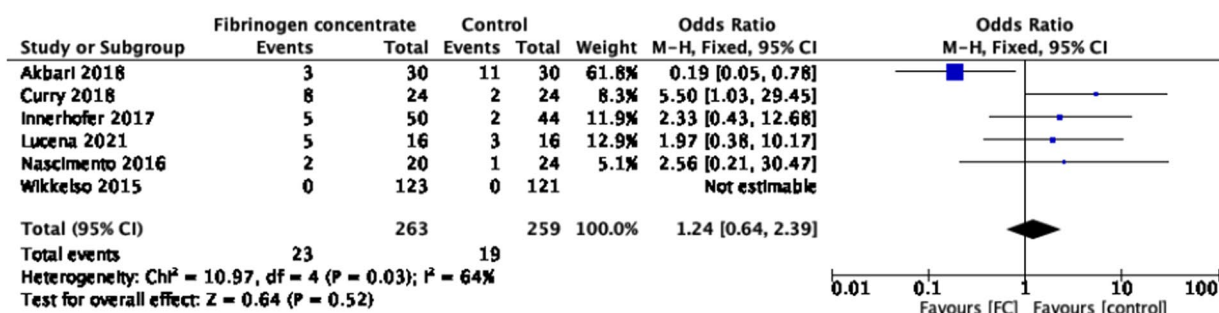 Fibrinogen concentrate Control Odds Ratio Odds Ratio
Study or Subgroup Events Total Events Total Weight M-H, Fixed, 95% CI M-H, Fixed, 95% CI
Akbari 2018 3 30 11 30 61.8% 0.19 [0.05, 0.78]
Curry 2018 8 24 2 24 8.3% 5.50 [1.03, 29.45]
Innerhofer 2017 5 50 2 44 11.9% 2.33 [0.43, 12.68]
Lucena 2021 5 16 3 16 12.9% 1.97 [0.38, 10.17]
Nascimento 2016 2 20 1 24 5.1% 2.56 [0.21, 30.47]
Wikkelso 2015 0 123 0 121 Not estimable
Total (95% CI) 263 259 100.0% 1.24 [0.64, 2.39]
Total events 23 19
Heterogeneity: Chi² = 10.97, df = 4 (P = 0.03); I² = 64%
Test for overall effect: Z = 0.64 (P = 0.52)
0.01 0.1 1 10 100
Favours [FC] Favours [control]